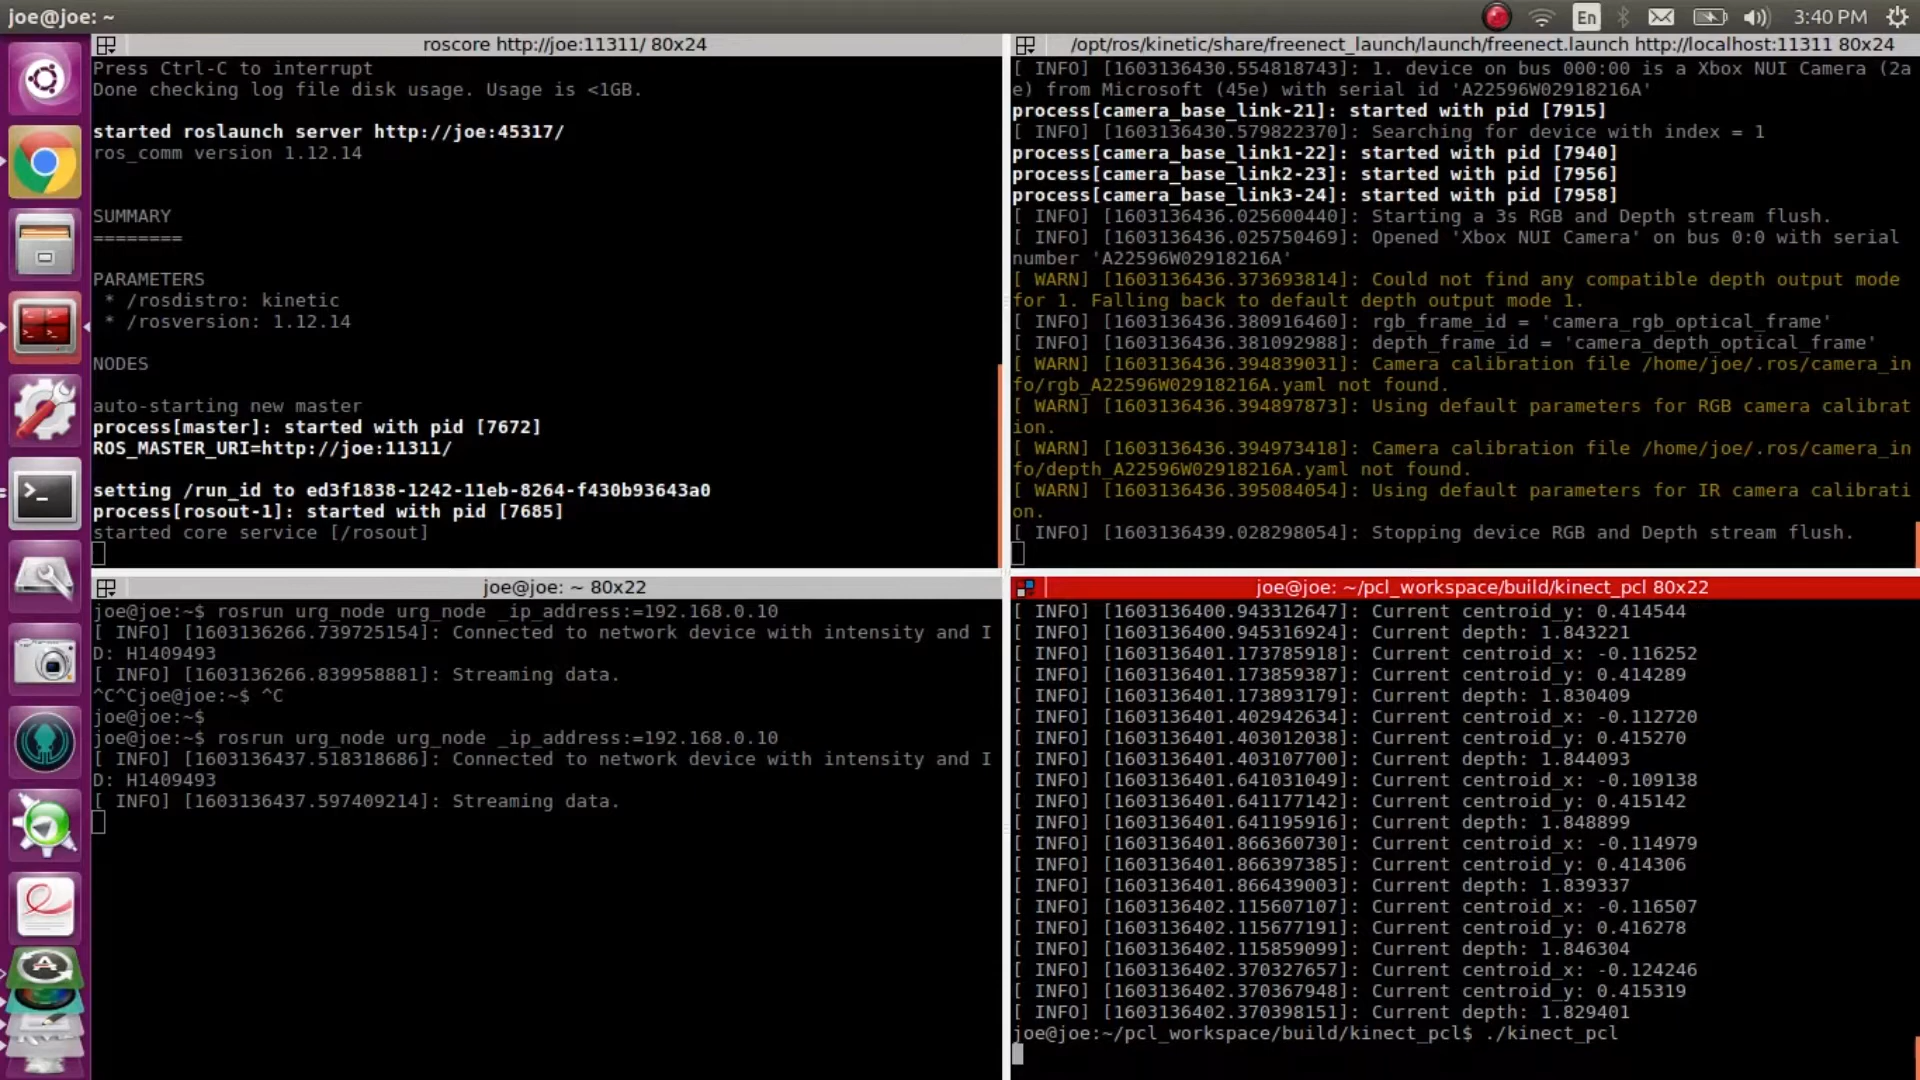 joe@joe: ~
En
3:40 PM
roscore http://joe:11311/ 80x24
Press Ctrl-C to interrupt
Done checking log file disk usage. Usage is <1GB.
started roslaunch server http://joe:45317/
ros_comm version 1.12.14
SUMMARY
========
PARAMETERS
* /rosdistro: kinetic
* /rosversion: 1.12.14
NODES
auto-starting new master
process[master]: started with pid [7672]
ROS_MASTER_URI=http://joe:11311/
setting /run_id to ed3f1838-1242-11eb-8264-f430b93643a0
process[rosout-1]: started with pid [7685]
started core service [/rosout]
/opt/ros/kinetic/share/freenect_launch/launch/freenect.launch http://localhost:11311 80x24
[ INFO] [1603136430.554818743]: 1. device on bus 000:00 is a Xbox NUI Camera (2a
e) from Microsoft (45e) with serial id 'A22596W02918216A'
process[camera_base_link-21]: started with pid [7915]
[ INFO] [1603136430.579822370]: Searching for device with index = 1
process[camera_base_link1-22]: started with pid [7940]
process[camera_base_link2-23]: started with pid [7956]
process[camera_base_link3-24]: started with pid [7958]
[ INFO] [1603136436.025600440]: Starting a 3s RGB and Depth stream flush.
[ INFO] [1603136436.025750469]: Opened 'Xbox NUI Camera' on bus 0:0 with serial
number 'A22596W02918216A'
[ WARN] [1603136436.373693814]: Could not find any compatible depth output mode
for 1. Falling back to default depth output mode 1.
[ INFO] [1603136436.380916460]: rgb_frame_id = 'camera_rgb_optical_frame'
[ INFO] [1603136436.381092988]: depth_frame_id = 'camera_depth_optical_frame'
[ WARN] [1603136436.394839031]: Camera calibration file /home/joe/.ros/camera_in
fo/rgb_A22596W02918216A.yaml not found.
[ WARN] [1603136436.394897873]: Using default parameters for RGB camera calibrat
ion.
[ WARN] [1603136436.394973418]: Camera calibration file /home/joe/.ros/camera_in
fo/depth_A22596W02918216A.yaml not found.
[ WARN] [1603136436.395084054]: Using default parameters for IR camera calibrati
on.
[ INFO] [1603136439.028298054]: Stopping device RGB and Depth stream flush.
joe@joe: ~ 80x22
joe@joe:~$ rosrun urg_node urg_node _ip_address:=192.168.0.10
[ INFO] [1603136266.739725154]: Connected to network device with intensity and I
D: H1409493
[ INFO] [1603136266.839958881]: Streaming data.
^C^Cjoe@joe:~$ ^C
joe@joe:~$
joe@joe:~$ rosrun urg_node urg_node _ip_address:=192.168.0.10
[ INFO] [1603136437.518318686]: Connected to network device with intensity and I
D: H1409493
[ INFO] [1603136437.597409214]: Streaming data.
joe@joe: ~/pcl_workspace/build/kinect_pcl 80x22
[ INFO] [1603136400.943312647]: Current centroid_y: 0.414544
[ INFO] [1603136400.945316924]: Current depth: 1.843221
[ INFO] [1603136401.173785918]: Current centroid_x: -0.116252
[ INFO] [1603136401.173859387]: Current centroid_y: 0.414289
[ INFO] [1603136401.173893179]: Current depth: 1.830409
[ INFO] [1603136401.402942634]: Current centroid_x: -0.112720
[ INFO] [1603136401.403012038]: Current centroid_y: 0.415270
[ INFO] [1603136401.403107700]: Current depth: 1.844093
[ INFO] [1603136401.641031049]: Current centroid_x: -0.109138
[ INFO] [1603136401.641177142]: Current centroid_y: 0.415142
[ INFO] [1603136401.641195916]: Current depth: 1.848899
[ INFO] [1603136401.866360730]: Current centroid_x: -0.114979
[ INFO] [1603136401.866397385]: Current centroid_y: 0.414306
[ INFO] [1603136401.866439003]: Current depth: 1.839337
[ INFO] [1603136402.115607107]: Current centroid_x: -0.116507
[ INFO] [1603136402.115677191]: Current centroid_y: 0.416278
[ INFO] [1603136402.115859099]: Current depth: 1.846304
[ INFO] [1603136402.370327657]: Current centroid_x: -0.124246
[ INFO] [1603136402.370367948]: Current centroid_y: 0.415319
[ INFO] [1603136402.370398151]: Current depth: 1.829401
joe@joe:~/pcl_workspace/build/kinect_pcl$ ./kinect_pcl